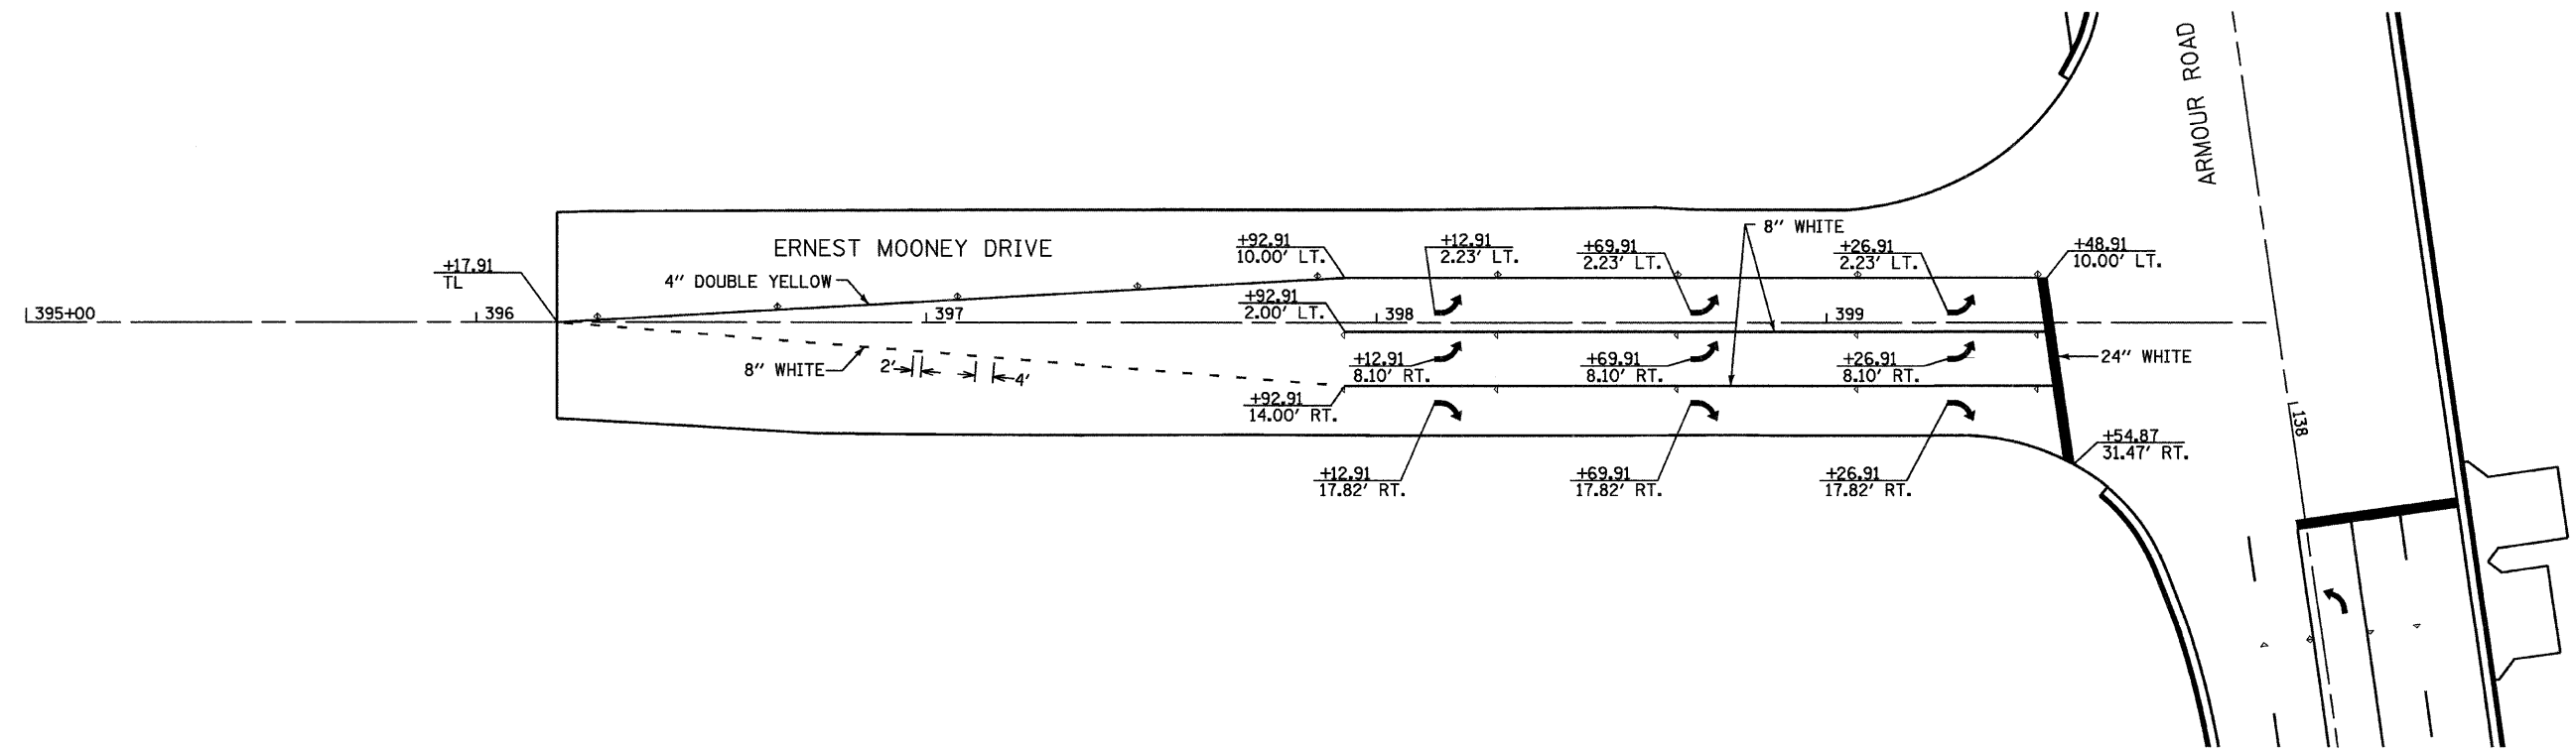 ARMOUR ROAD
8" WHITE
ERNEST MOONEY DRIVE
+92.91
10.00' LT.
+12.91
2.23' LT.
+69.91
2.23' LT.
+26.91
2.23' LT.
+48.91
10.00' LT.
+17.91
TL
4" DOUBLE YELLOW
+92.91
2.00' LT.
395+00
396
397
398
399
8" WHITE
2'
4'
+12.91
8.10' RT.
+69.91
8.10' RT.
+26.91
8.10' RT.
24" WHITE
+92.91
14.00' RT.
138
+54.87
31.47' RT.
+12.91
17.82' RT.
+69.91
17.82' RT.
+26.91
17.82' RT.